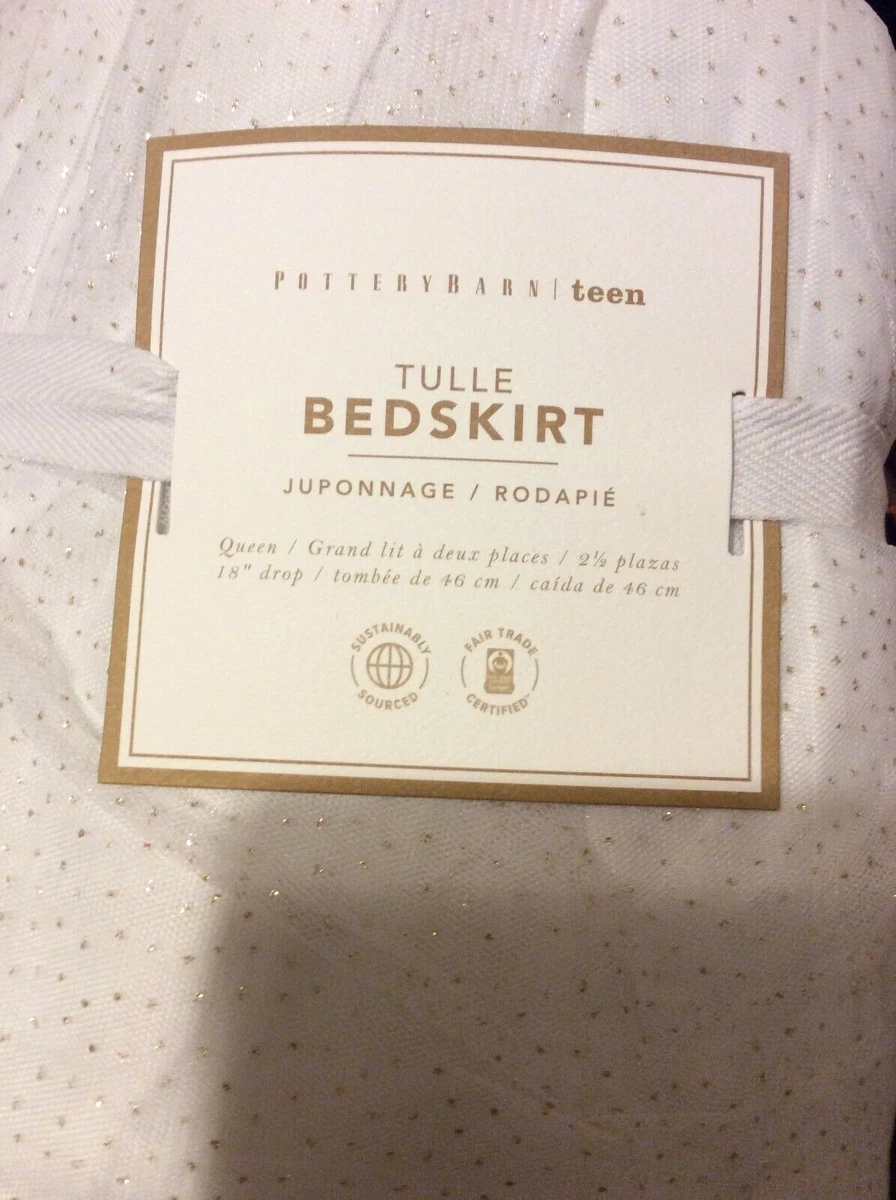 POTTERYBARN | teen
TULLE
BEDSKIRT
JUPONNAGE / RODAPIÉ
Queen / Grand lit à deux places / 2½ plazas
18" drop / tombée de 46 cm / caída de 46 cm
SUSTAINABLY SOURCED
FAIR TRADE CERTIFIED™